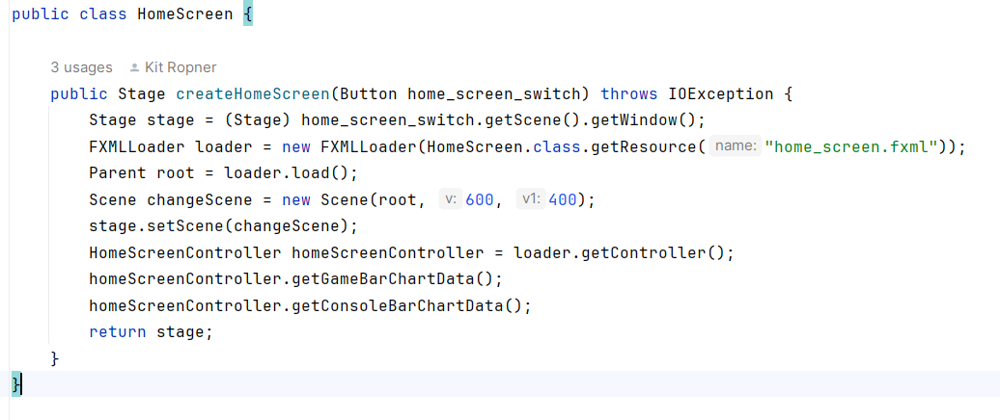 public class HomeScreen {
3 usages Kit Ropner
public Stage createHomeScreen(Button home_screen_switch) throws IOException {
Stage stage = (Stage) home_screen_switch.getScene().getWindow();
FXMLLoader loader = new FXMLLoader(HomeScreen.class.getResource( name: "home_screen.fxml"));
Parent root = loader.load();
Scene changeScene = new Scene(root, v: 600, v1: 400);
stage.setScene(changeScene);
HomeScreenController homeScreenController = loader.getController();
homeScreenController.getGameBarChartData();
homeScreenController.getConsoleBarChartData();
return stage;
}
}